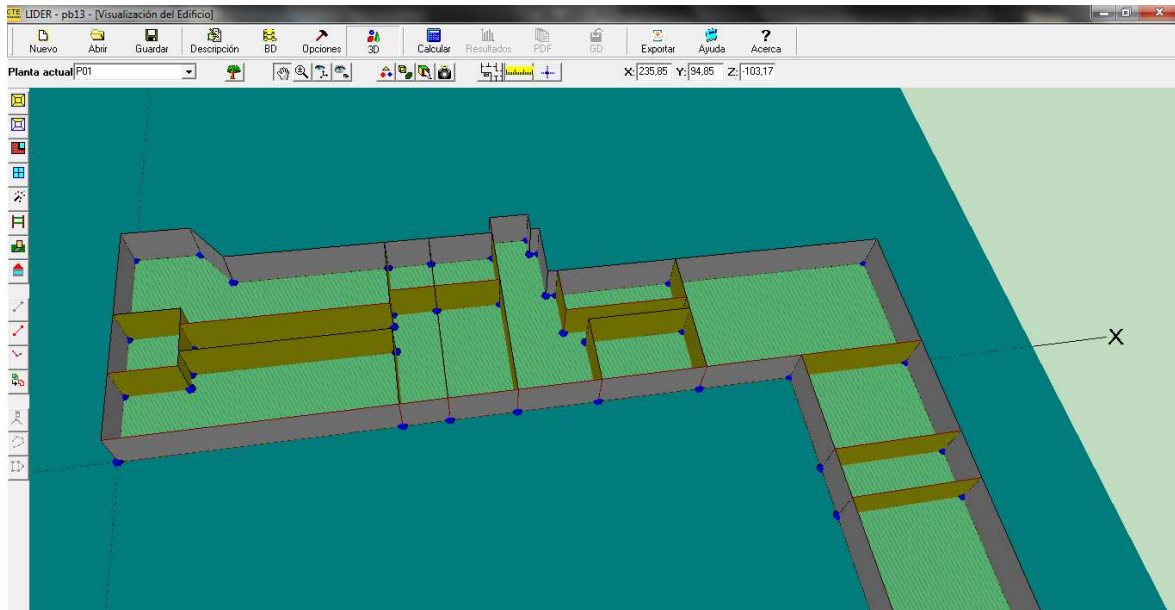 CTE LIDER - pb13 - [Visualización del Edificio]
Nuevo Abrir Guardar Descripción BD Opciones 3D Calcular Resultados PDF GD Exportar Ayuda Acerca
Planta actual P01 X: 235,85 Y: 94,85 Z: -103,17
X